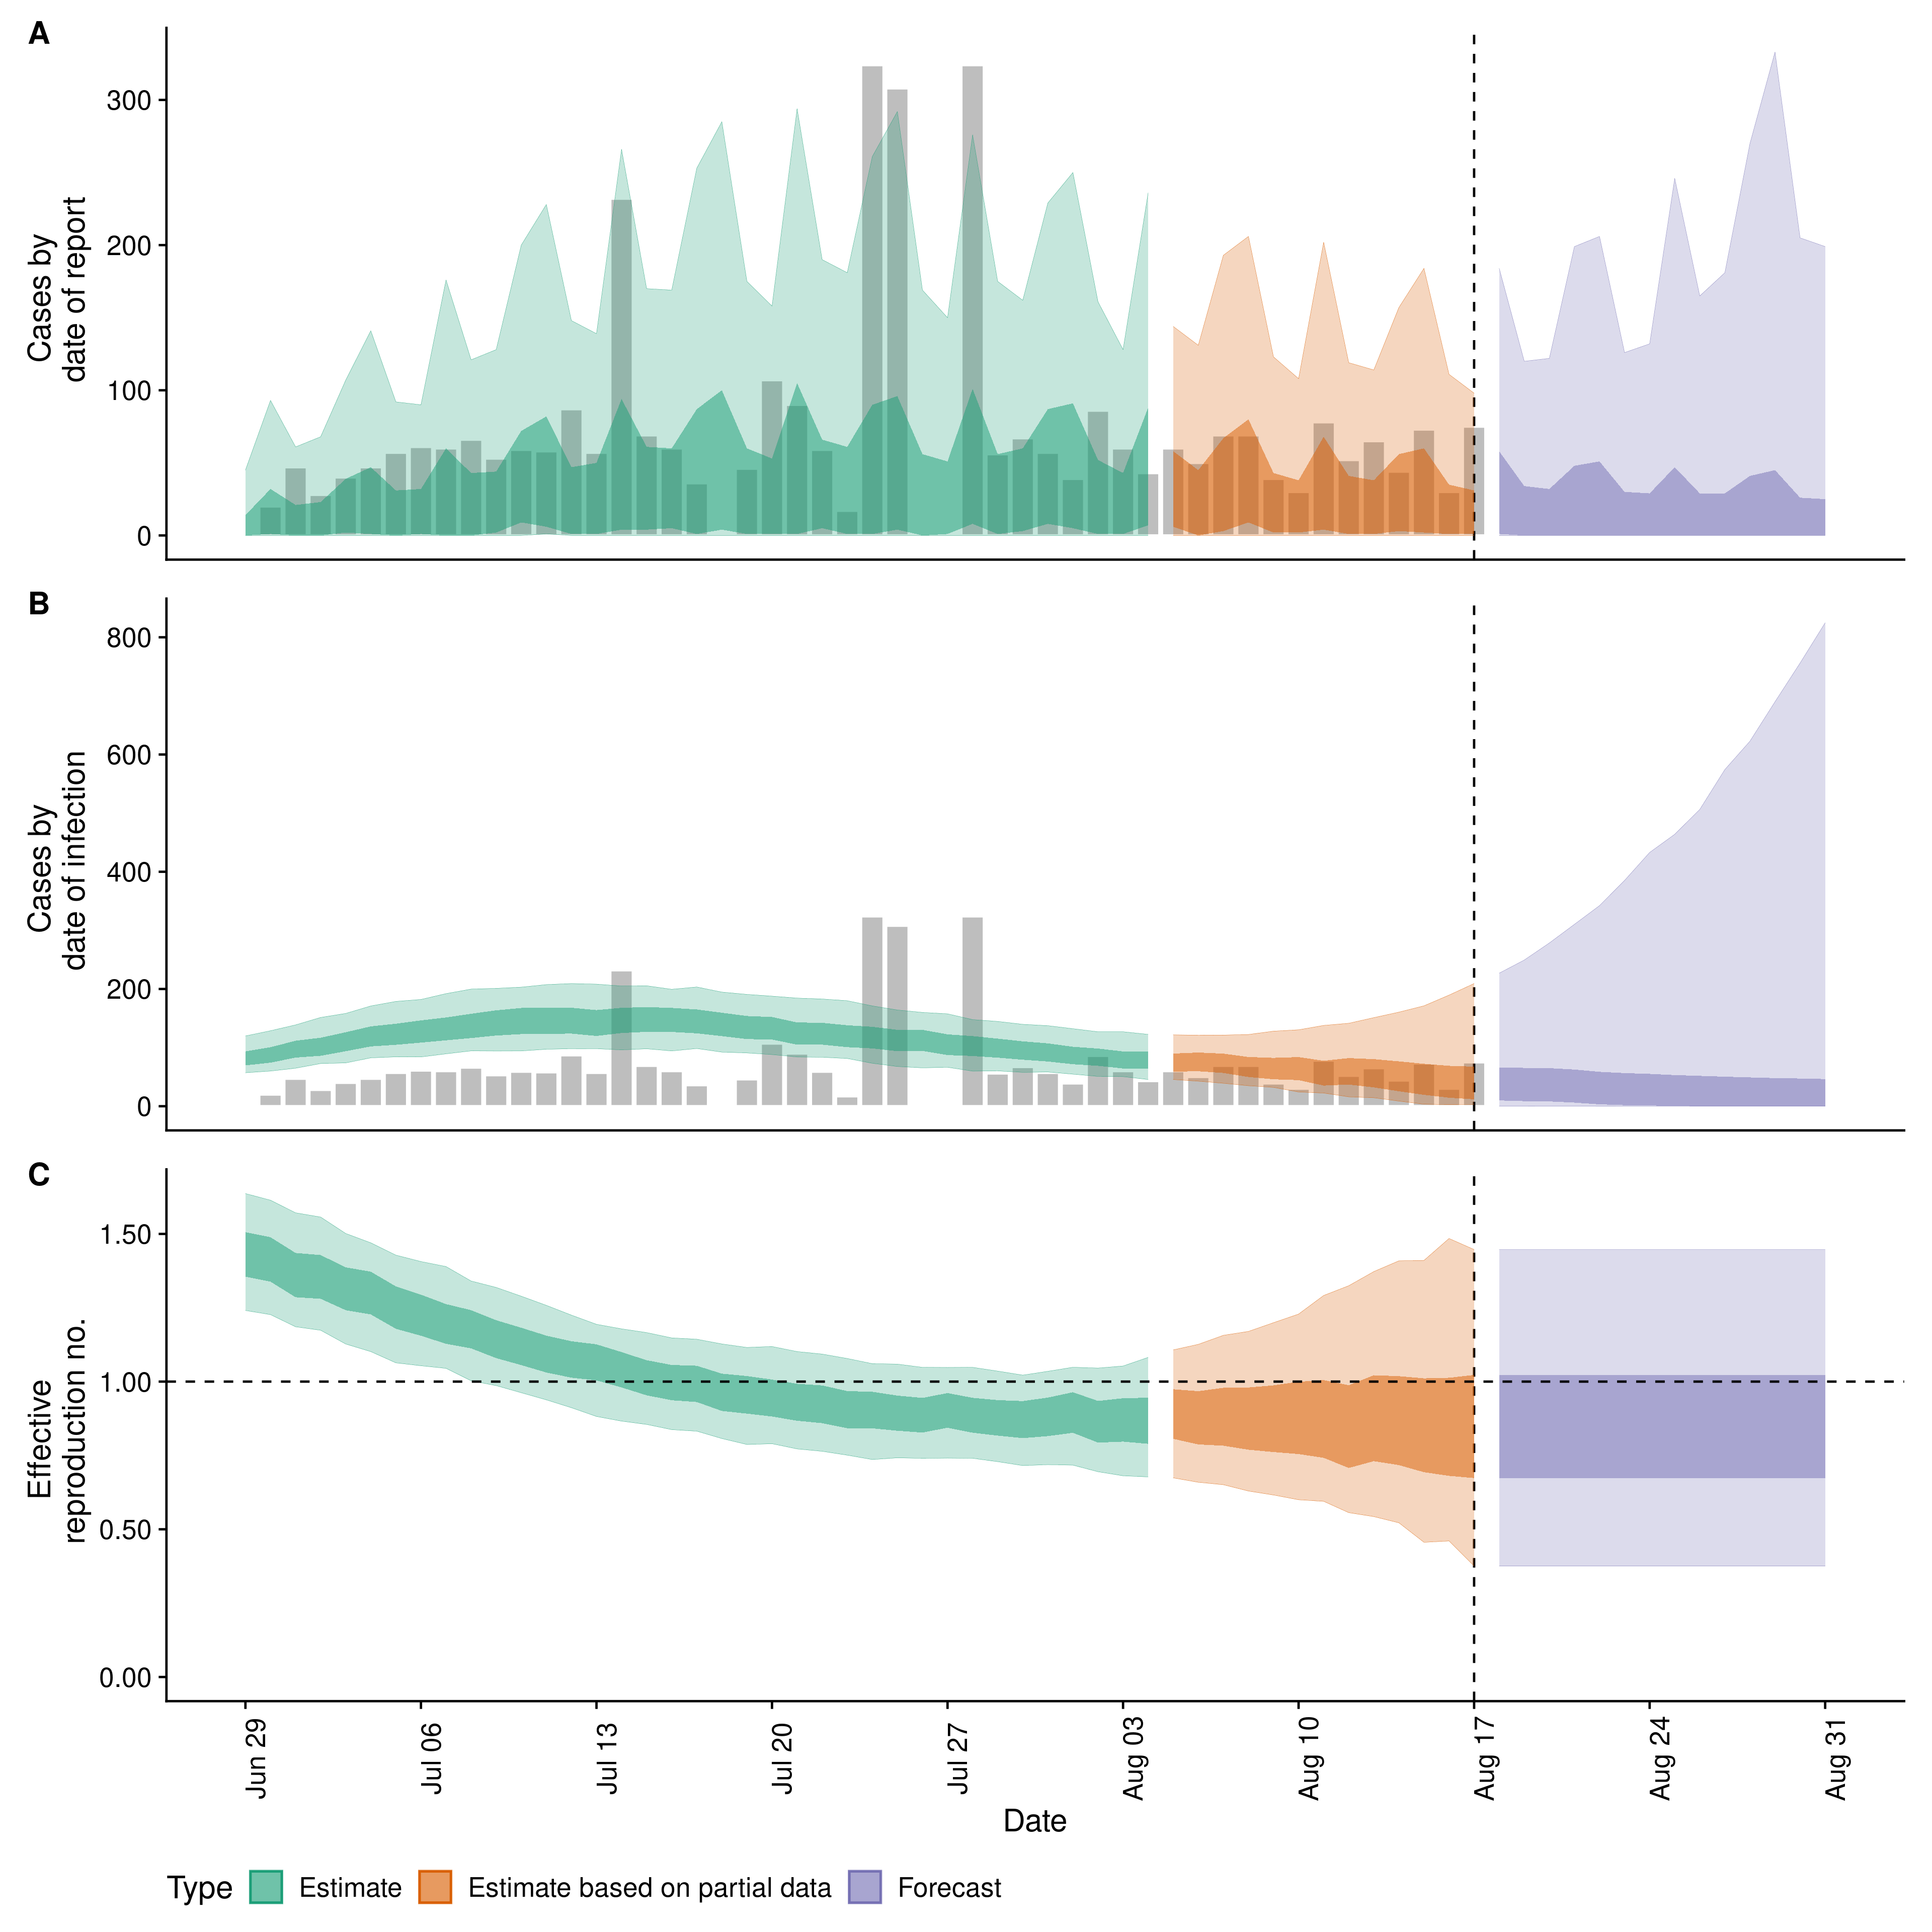 A
Cases by
date of report
300
200
100
0
B
Cases by
date of infection
800
600
400
200
0
C
Effective
reproduction no.
1.50
1.00
0.50
0.00
Jun 29
Jul 06
Jul 13
Jul 20
Jul 27
Aug 03
Aug 10
Aug 17
Aug 24
Aug 31
Date
Type Estimate Estimate based on partial data Forecast